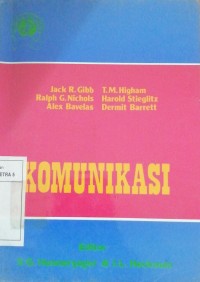 Jack R. Gibb T.M. Higham
Ralph G. Nichols Harold Stieglitz
Alex Bavelas Dermit Barrett
KOMUNIKASI